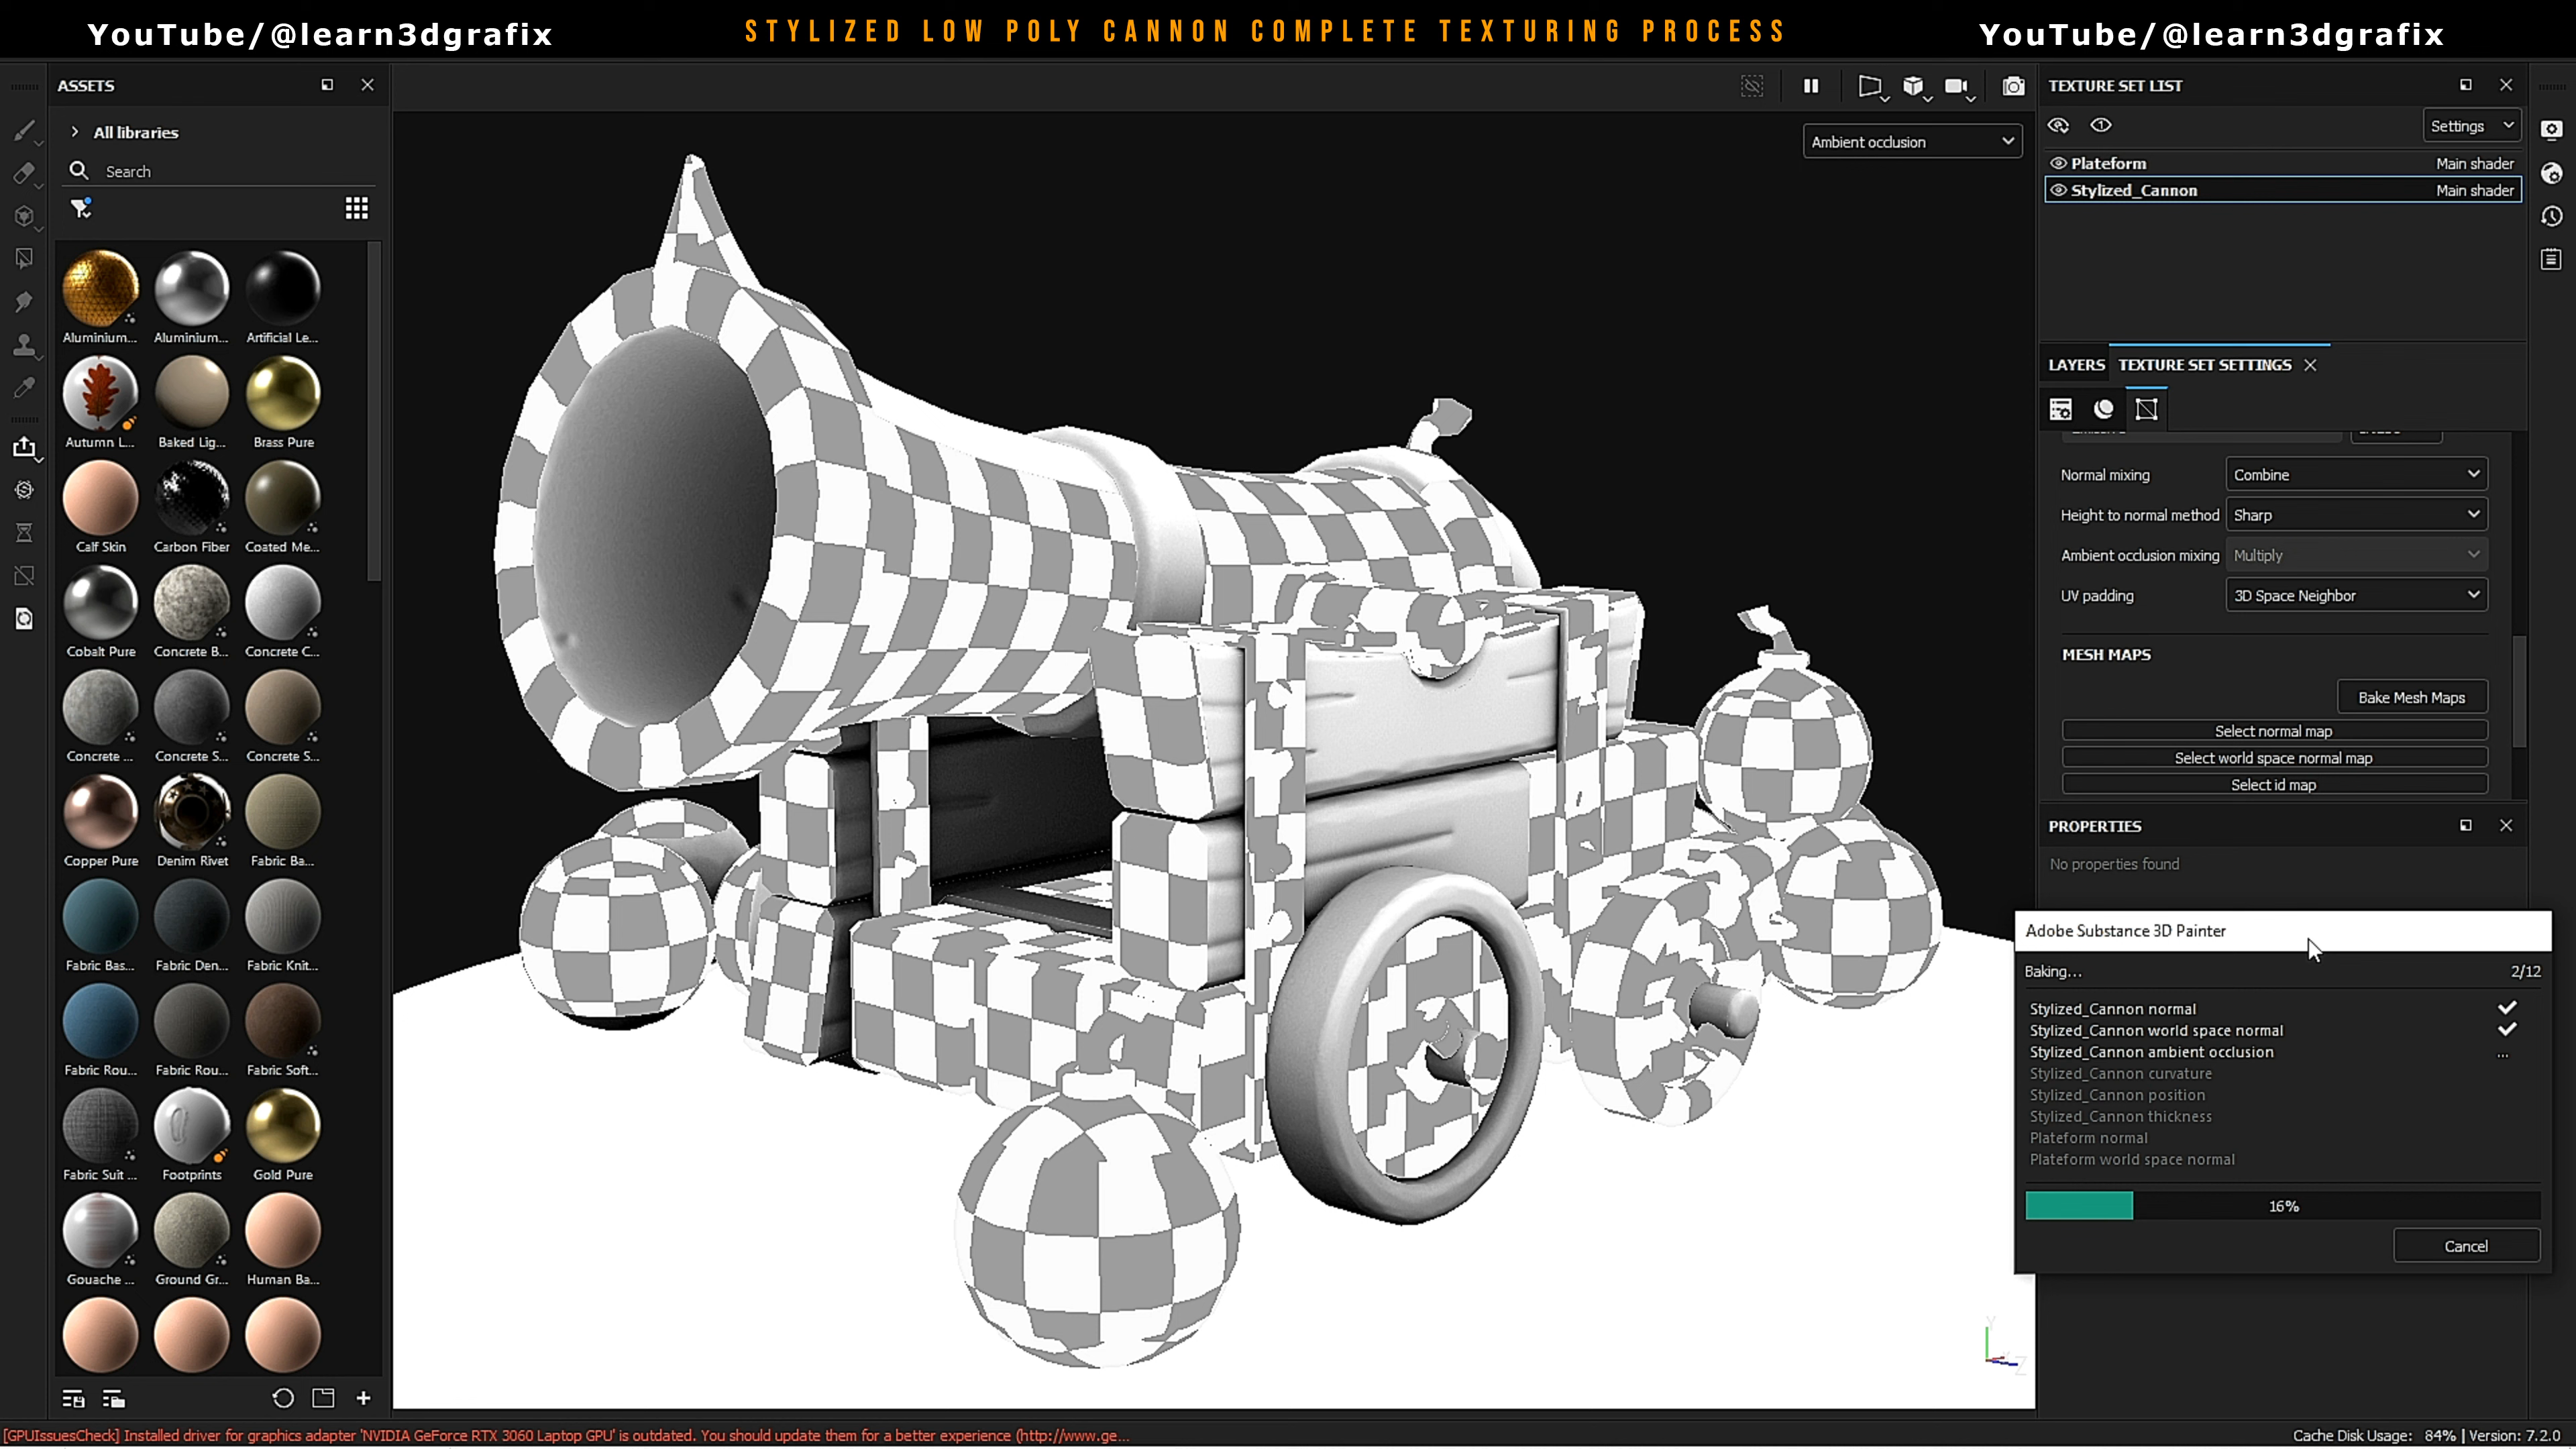 YouTube/@learn3dgrafix
STYLIZED LOW POLY CANNON COMPLETE TEXTURING PROCESS
YouTube/@learn3dgrafix
ASSETS
All libraries
Search
Aluminium...
Aluminium...
Artificial Le...
Autumn L...
Baked Lig...
Brass Pure
Calf Skin
Carbon Fiber
Coated Me...
Cobalt Pure
Concrete B...
Concrete C...
Concrete ...
Concrete S...
Concrete S...
Copper Pure
Denim Rivet
Fabric Ba...
Fabric Bas...
Fabric Den...
Fabric Knit...
Fabric Rou...
Fabric Rou...
Fabric Soft...
Fabric Suit ...
Footprints
Gold Pure
Gouache ...
Ground Gr...
Human Ba...
Ambient occlusion
TEXTURE SET LIST
Settings
Plateform Main shader
Stylized_Cannon Main shader
LAYERS TEXTURE SET SETTINGS
Normal mixing Combine
Height to normal method Sharp
Ambient occlusion mixing Multiply
UV padding 3D Space Neighbor
MESH MAPS
Bake Mesh Maps
Select normal map
Select world space normal map
Select id map
PROPERTIES
No properties found
Adobe Substance 3D Painter
Baking... 2/12
Stylized_Cannon normal
Stylized_Cannon world space normal
Stylized_Cannon ambient occlusion ...
Stylized_Cannon curvature
Stylized_Cannon position
Stylized_Cannon thickness
Plateform normal
Plateform world space normal
16%
Cancel
Y
Z
[GPUIssuesCheck] Installed driver for graphics adapter 'NVIDIA GeForce RTX 3060 Laptop GPU' is outdated. You should update them for a better experience (http://www.ge...
Cache Disk Usage: 84% | Version: 7.2.0